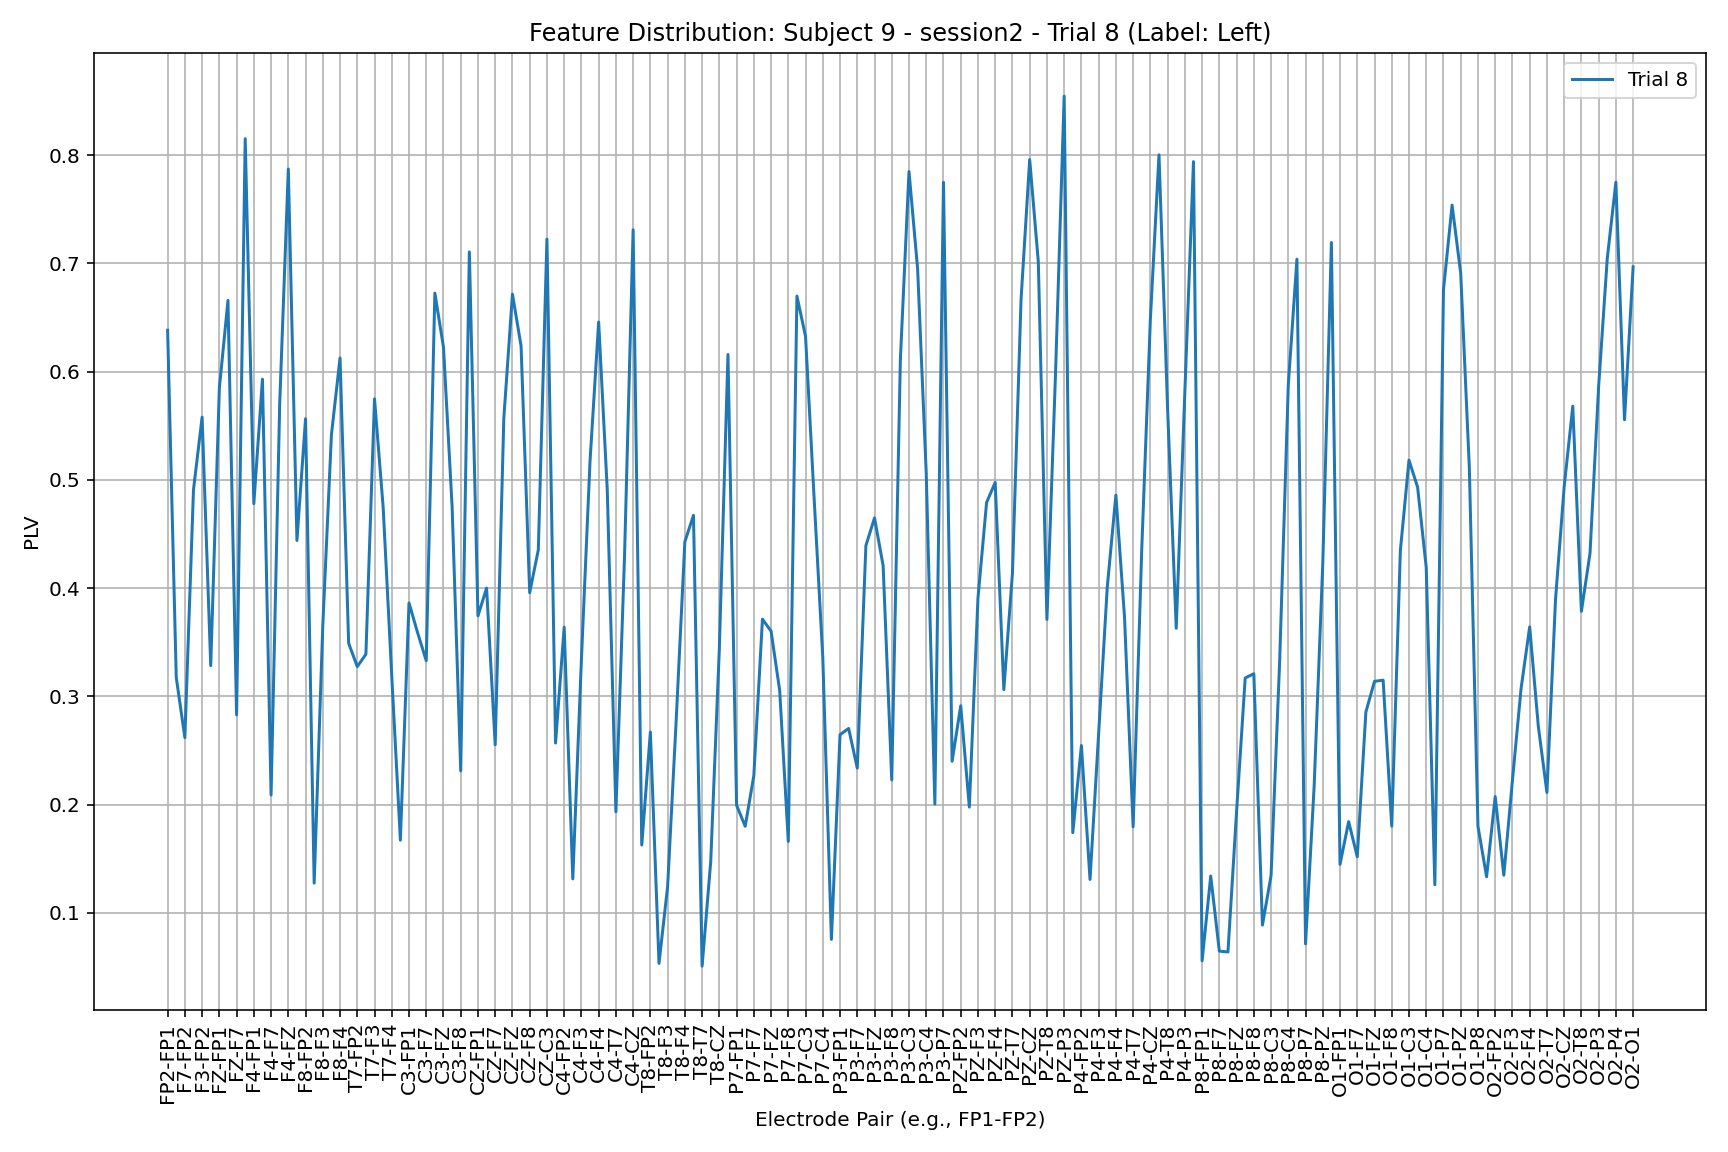 Feature Distribution: Subject 9 - session2 - Trial 8 (Label: Left)
Trial 8
PLV
0.8
0.7
0.6
0.5
0.4
0.3
0.2
0.1
FP2-FP1
F7-FP2
F3-FP2
FZ-FP1
FZ-F7
F4-FP1
F4-F7
F4-FZ
F8-FP2
F8-F3
F8-F4
T7-FP2
T7-F3
T7-F4
C3-FP1
C3-F7
C3-FZ
C3-F8
CZ-FP1
CZ-F7
CZ-FZ
CZ-F8
CZ-C3
C4-FP2
C4-F3
C4-F4
C4-T7
C4-CZ
T8-FP2
T8-F3
T8-F4
T8-T7
T8-CZ
P7-FP1
P7-F7
P7-FZ
P7-F8
P7-C3
P7-C4
P3-FP1
P3-F7
P3-FZ
P3-F8
P3-C3
P3-C4
P3-P7
PZ-FP2
PZ-F3
PZ-F4
PZ-T7
PZ-CZ
PZ-T8
PZ-P3
P4-FP2
P4-F3
P4-F4
P4-T7
P4-CZ
P4-T8
P4-P3
P8-FP1
P8-F7
P8-FZ
P8-F8
P8-C3
P8-C4
P8-P7
P8-PZ
O1-FP1
O1-F7
O1-FZ
O1-F8
O1-C3
O1-C4
O1-P7
O1-PZ
O1-P8
O2-FP2
O2-F3
O2-F4
O2-T7
O2-CZ
O2-T8
O2-P3
O2-P4
O2-O1
Electrode Pair (e.g., FP1-FP2)